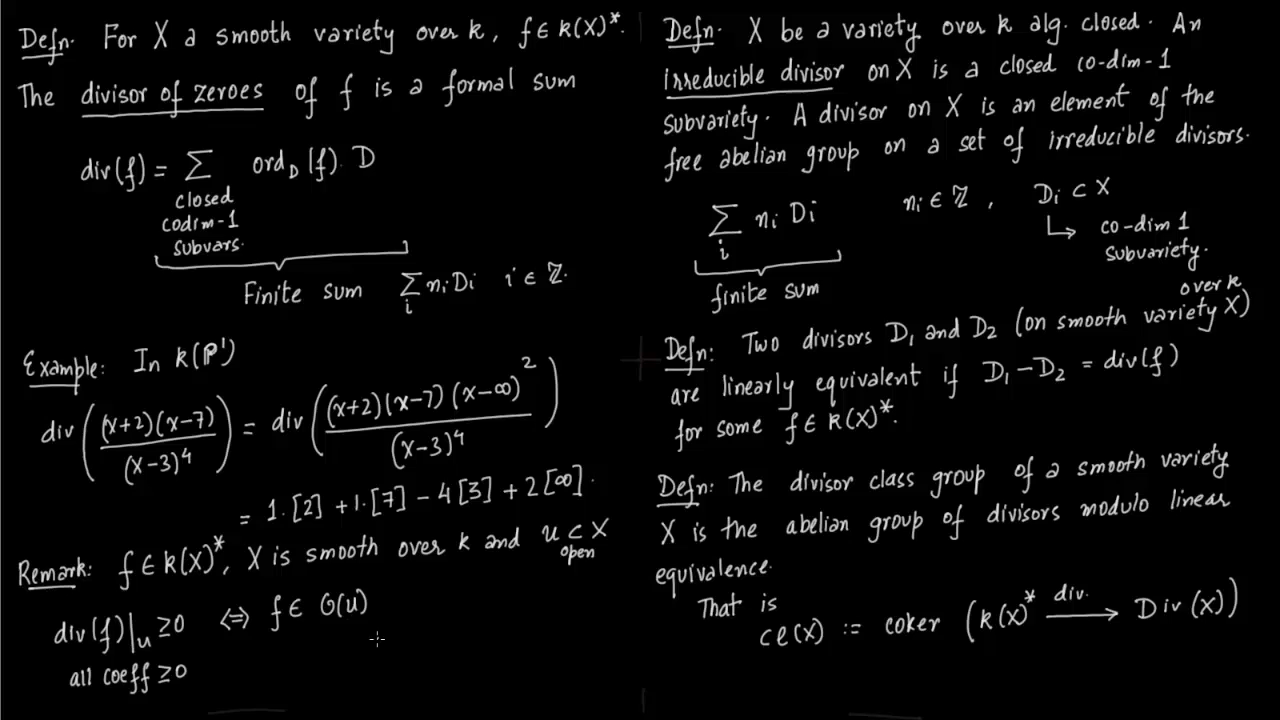 Defn. For X a smooth variety over k, f ∈ k(X)*.
The divisor of zeroes of f is a formal sum
div(f) = ∑ ord_D(f). D
closed
codim-1
subvars.
Finite sum ∑_i n_i D_i i ∈ ℤ.
Example: In k(ℙ¹)
div((x+2)(x-7)/(x-3)⁴) = div((x+2)(x-7)(x-∞)²/(x-3)⁴)
= 1.[2] + 1.[7] - 4[3] + 2[∞].
Remark: f ∈ k(X)*, X is smooth over k and U ⊂ X
open
div(f)|_U ≥ 0 ⇔ f ∈ O(U)
all coeff ≥ 0
Defn. X be a variety over k alg. closed. An
irreducible divisor on X is a closed co-dim-1
subvariety. A divisor on X is an element of the
free abelian group on a set of irreducible divisors.
∑_i n_i D_i n_i ∈ ℤ, D_i ⊂ X
↳ co-dim 1
subvariety.
finite sum
over k
Defn: Two divisors D₁ and D₂ (on smooth variety X)
are linearly equivalent if D₁ - D₂ = div(f)
for some f ∈ k(X)*.
Defn: The divisor class group of a smooth variety
X is the abelian group of divisors modulo linear
equivalence.
That is
Cl(X) := coker (k(X)* --div.--> Div(X))